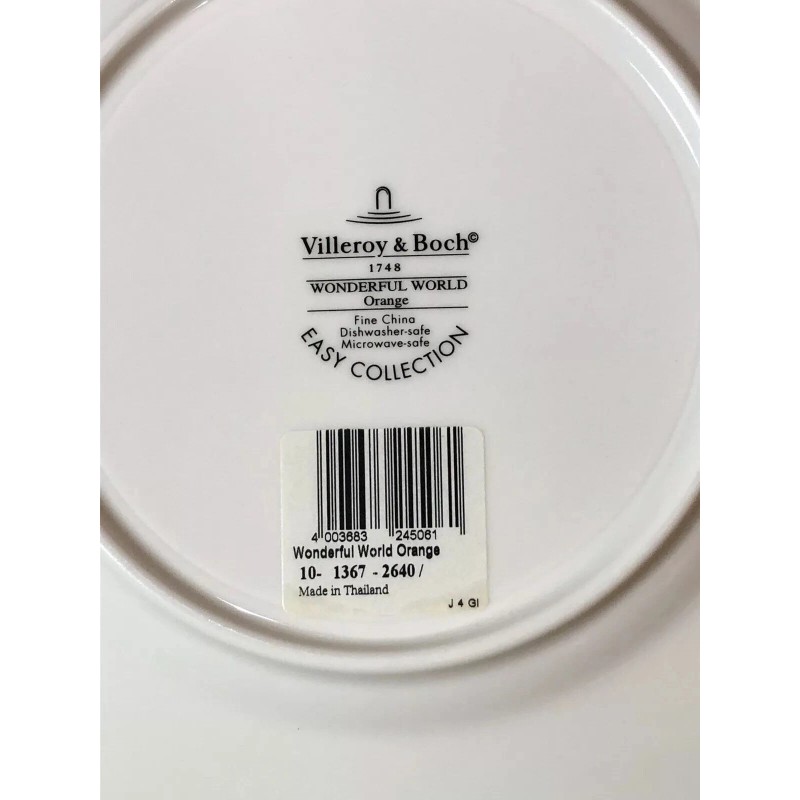 Villeroy & Boch©
1748
WONDERFUL WORLD
Orange
Fine China
Dishwasher-safe
Microwave-safe
EASY COLLECTION
4 003683 245061
Wonderful World Orange
10- 1367 - 2640 /
Made in Thailand
J 4 GI